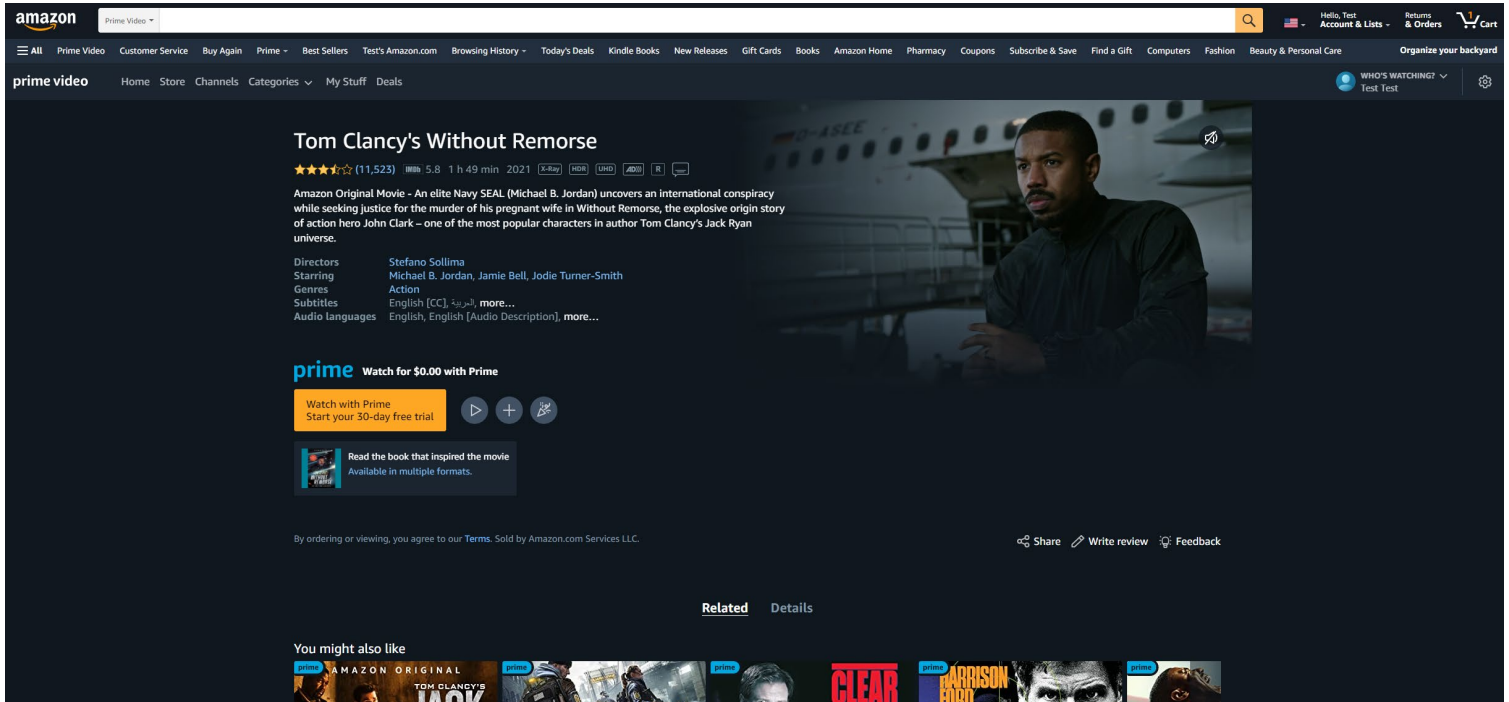 amazon
Prime Video
Hello, Test
Account & Lists
Returns
& Orders
1
Cart
All Prime Video Customer Service Buy Again Prime Best Sellers Test's Amazon.com Browsing History Today's Deals Kindle Books New Releases Gift Cards Books Amazon Home Pharmacy Coupons Subscribe & Save Find a Gift Computers Fashion Beauty & Personal Care Organize your backyard
prime video Home Store Channels Categories My Stuff Deals
WHO'S WATCHING?
Test Test
D-ASEE
Tom Clancy's Without Remorse
(11,523) IMDb 5.8 1 h 49 min 2021 X-Ray HDR UHD AD R
Amazon Original Movie - An elite Navy SEAL (Michael B. Jordan) uncovers an international conspiracy
while seeking justice for the murder of his pregnant wife in Without Remorse, the explosive origin story
of action hero John Clark – one of the most popular characters in author Tom Clancy's Jack Ryan
universe.
Directors Stefano Sollima
Starring Michael B. Jordan, Jamie Bell, Jodie Turner-Smith
Genres Action
Subtitles English [CC], العربية, more...
Audio languages English, English [Audio Description], more...
prime Watch for $0.00 with Prime
Watch with Prime
Start your 30-day free trial
Read the book that inspired the movie
Available in multiple formats.
WITHOUT
REMORSE
By ordering or viewing, you agree to our Terms. Sold by Amazon.com Services LLC.
Share Write review Feedback
Related Details
You might also like
prime AMAZON ORIGINAL
TOM CLANCY'S
JACK
prime
prime
CLEAR
prime
HARRISON
FORD
prime